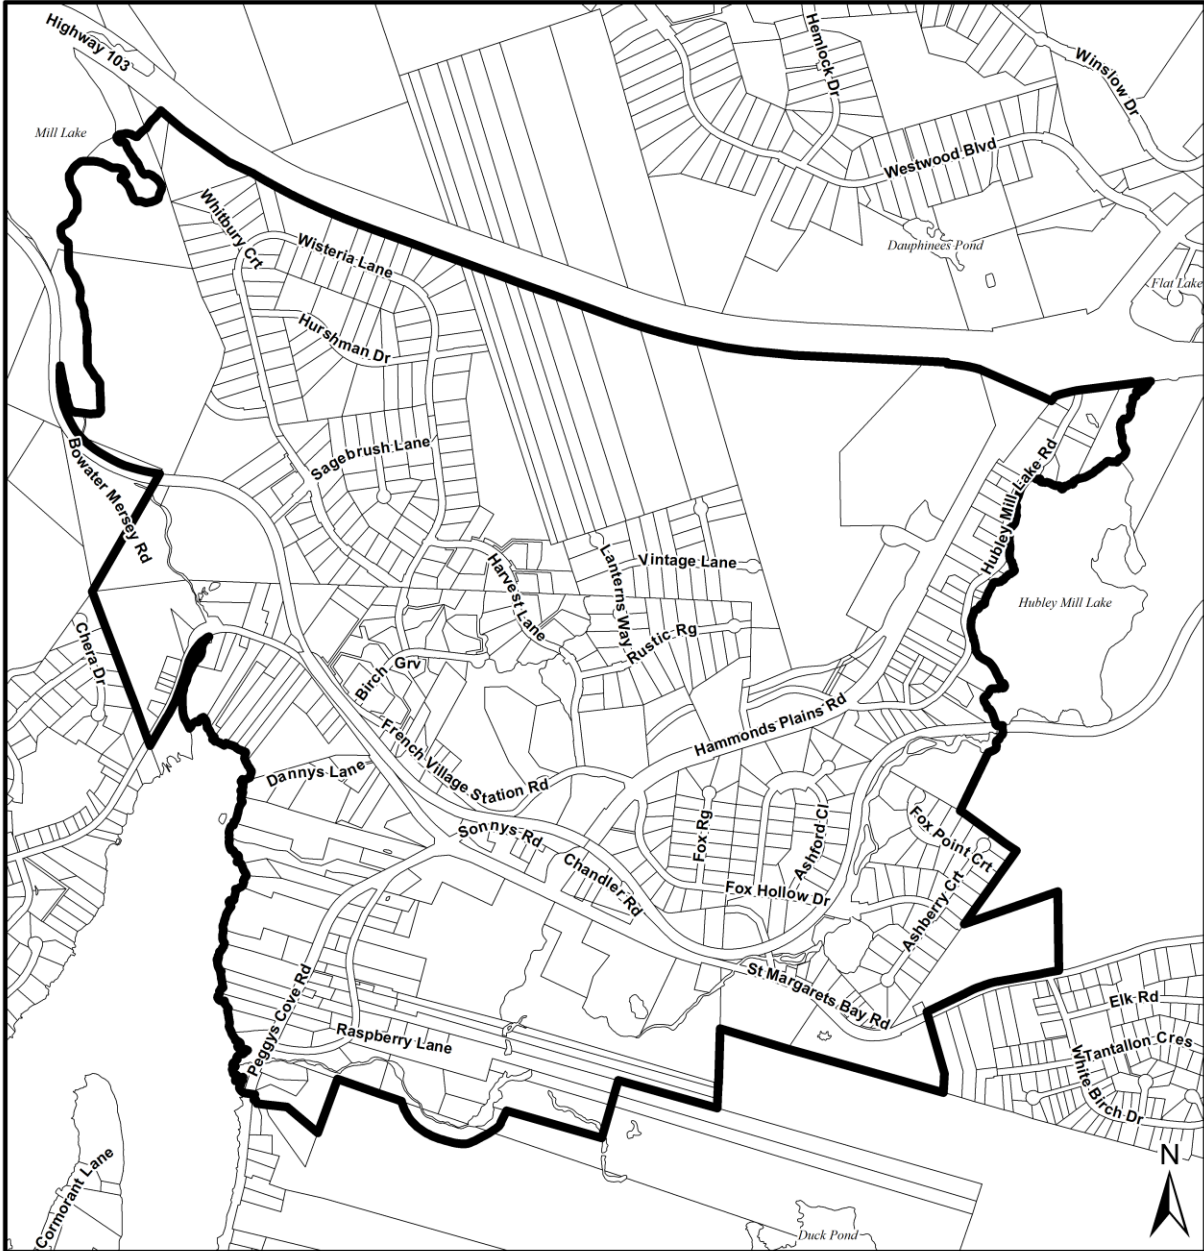 Highway 103
Hemlock Dr
Winslow Dr
Mill Lake
Westwood Blvd
Whitbury Crt
Wisteria Lane
Dauphinees Pond
Flat Lake
Hurshman Dr
Sagebrush Lane
Bowater Mersey Rd
Hubley Mill Lake Rd
Vintage Lane
Lanterns Way
Harvest Lane
Hubley Mill Lake
Rustic Rg
Chera Dr
Birch Grv
Hammonds Plains Rd
French Village Station Rd
Dannys Lane
Sonnys Rd
Chandler Rd
Fox Rg
Ashford Cl
Fox Point Crt
Fox Hollow Dr
Ashberry Crt
St Margarets Bay Rd
Peggys Cove Rd
Raspberry Lane
Elk Rd
Tantallon Cres
White Birch Dr
Cormorant Lane
Duck Pond
N